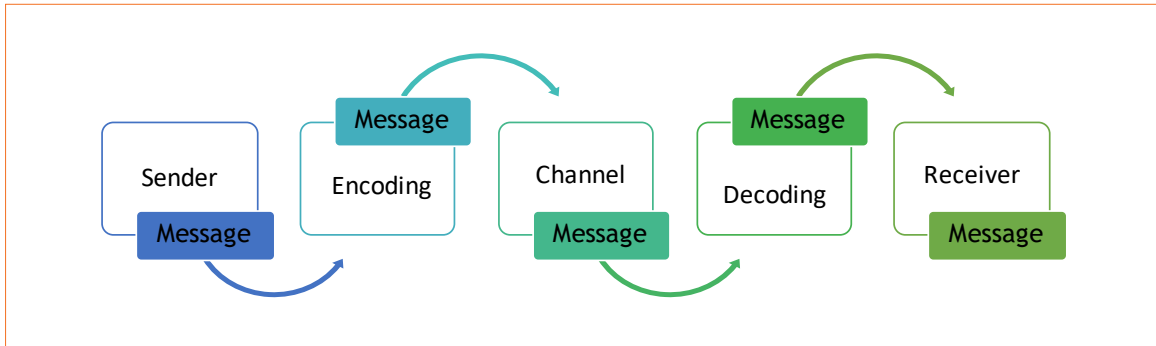 Sender
Message
Message
Encoding
Channel
Message
Message
Decoding
Receiver
Message